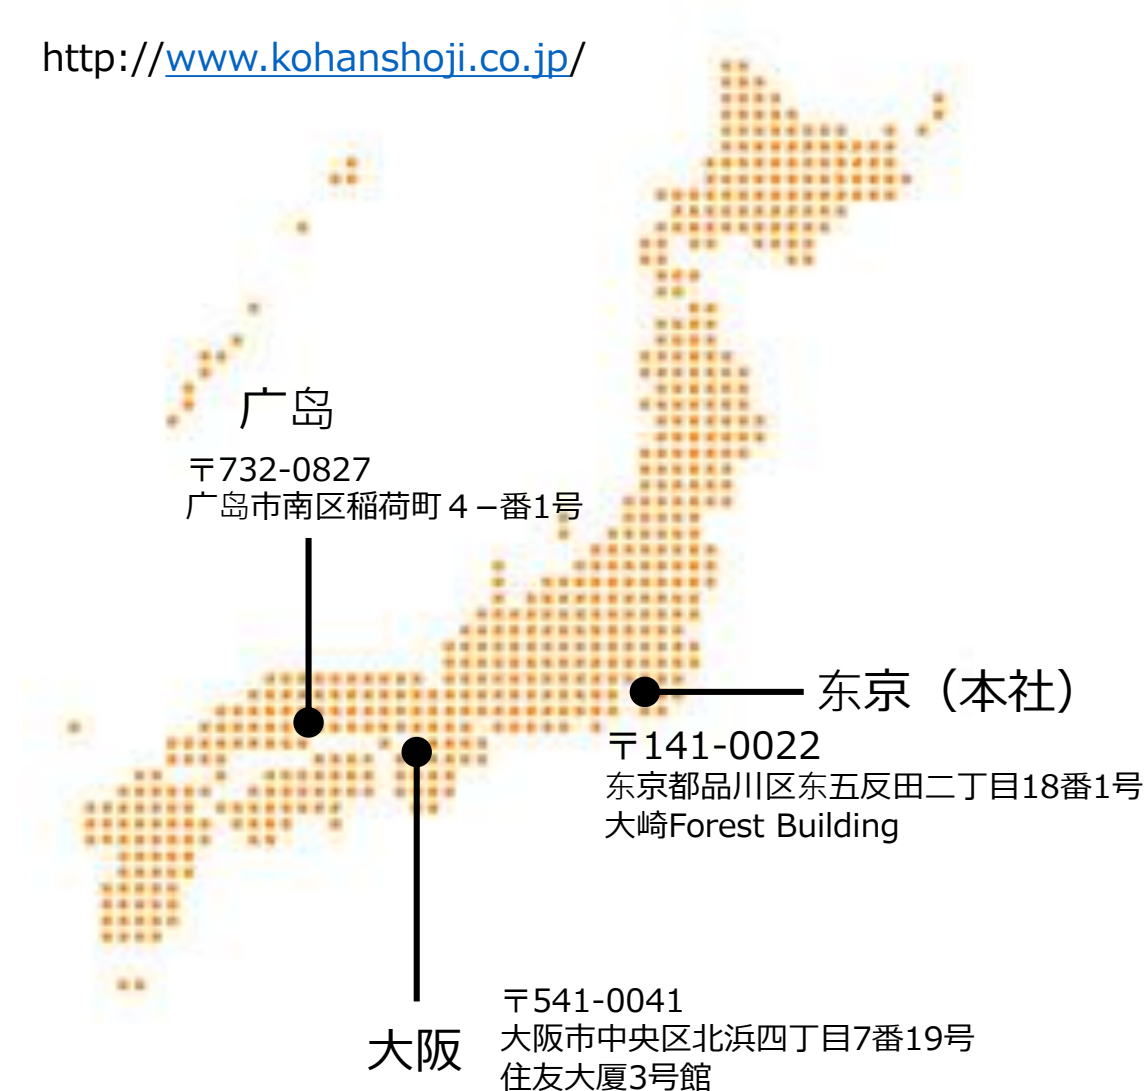 http://www.kohanshoji.co.jp/
广岛
〒732-0827
广岛市南区稲荷町４−番1号
东京（本社）
〒141-0022
东京都品川区东五反田二丁目18番1号
大崎Forest Building
大阪
〒541-0041
大阪市中央区北浜四丁目7番19号
住友大厦3号館